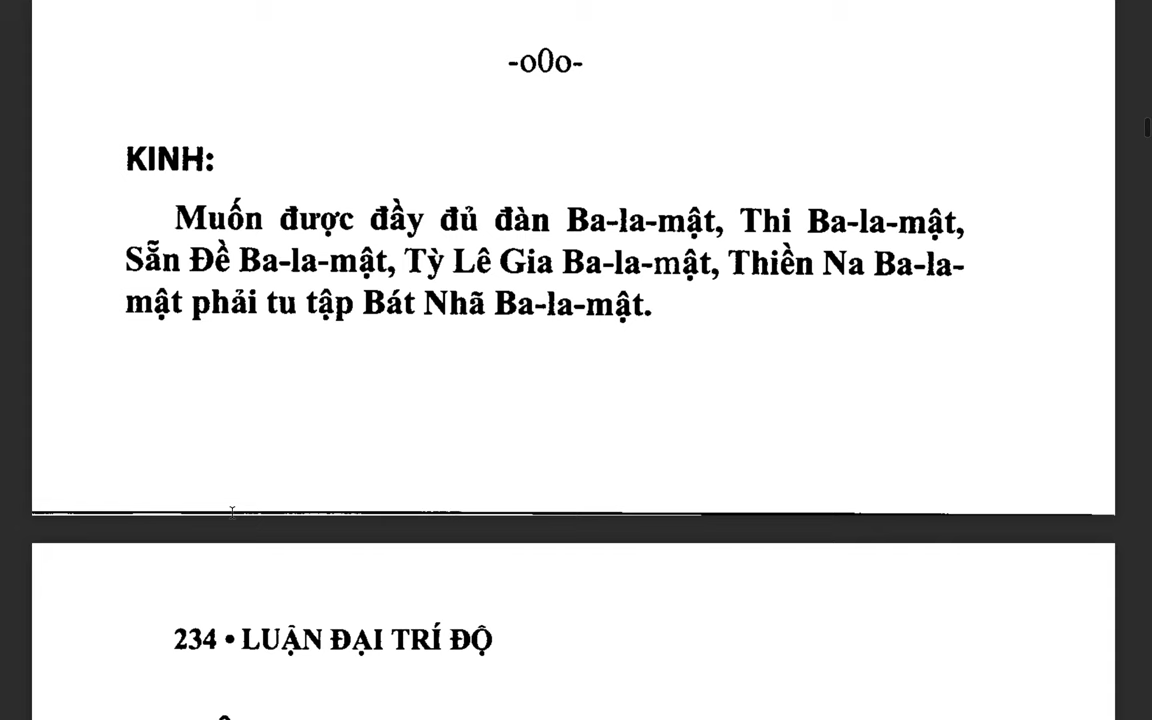 -o0o-
KINH:
Muốn được đầy đủ đàn Ba-la-mật, Thi Ba-la-mật,
Sẵn Đề Ba-la-mật, Tỳ Lê Gia Ba-la-mật, Thiền Na Ba-la-
mật phải tu tập Bát Nhã Ba-la-mật.
234 • LUẬN ĐẠI TRÍ ĐỘ